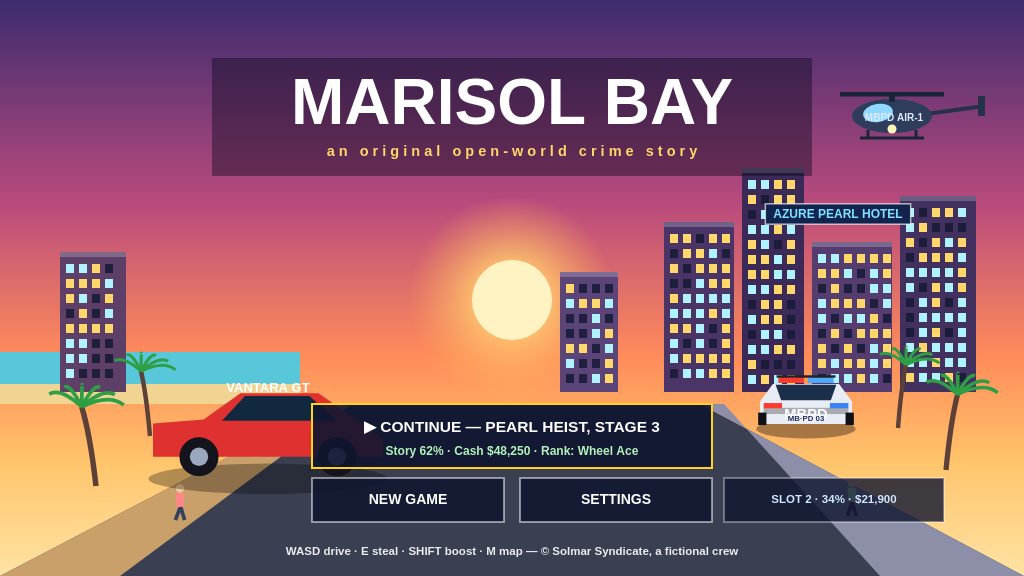 MARISOL BAY
an original open-world crime story
MBPD AIR-1
AZURE PEARL HOTEL
VANTARA GT
▶ CONTINUE — PEARL HEIST, STAGE 3
Story 62% · Cash $48,250 · Rank: Wheel Ace
MBPD
MB-PD 03
NEW GAME
SETTINGS
SLOT 2 · 34% · $21,900
WASD drive · E steal · SHIFT boost · M map — © Solmar Syndicate, a fictional crew